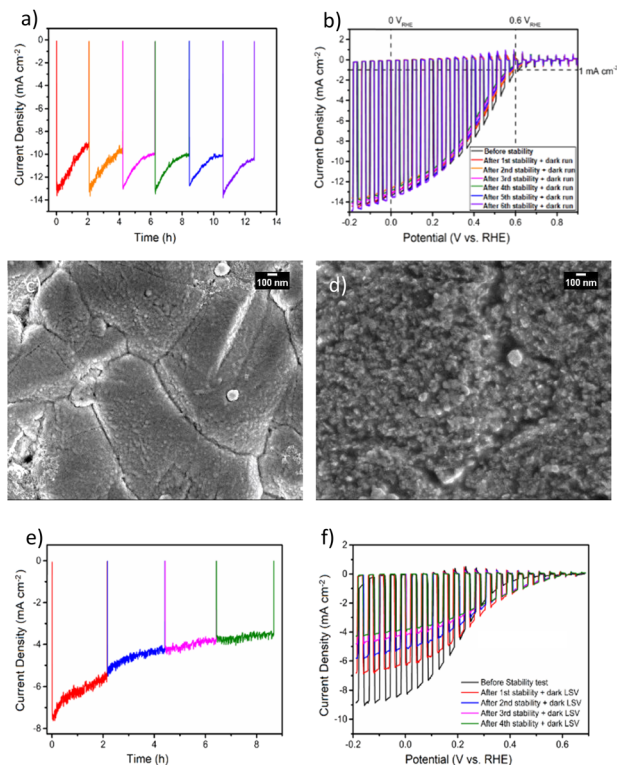 a)
0
-2
-4
-6
-8
-10
-12
-14
0 2 4 6 8 10 12 14
Time (h)
Current Density (mA cm-2)
b)
0 VRHE
0.6 VRHE
0
-2
-4
-6
-8
-10
-12
-14
1 mA cm-2
Before stability
After 1st stability + dark run
After 2nd stability + dark run
After 3rd stability + dark run
After 4th stability + dark run
After 5th stability + dark run
After 6th stability + dark run
-0.2 0.0 0.2 0.4 0.6 0.8
Potential (V vs. RHE)
Current Density (mA cm-2)
c)
100 nm
d)
100 nm
e)
0
-2
-4
-6
-8
0 2 4 6 8
Time (h)
Current Density (mA cm-2)
f)
2
0
-2
-4
-6
-8
-10
Before Stability test
After 1st stability + dark LSV
After 2nd stability + dark LSV
After 3rd stability + dark LSV
After 4th stability + dark LSV
-0.2 0.0 0.2 0.4 0.6
Potential (V vs. RHE)
Current Density (mA cm-2)